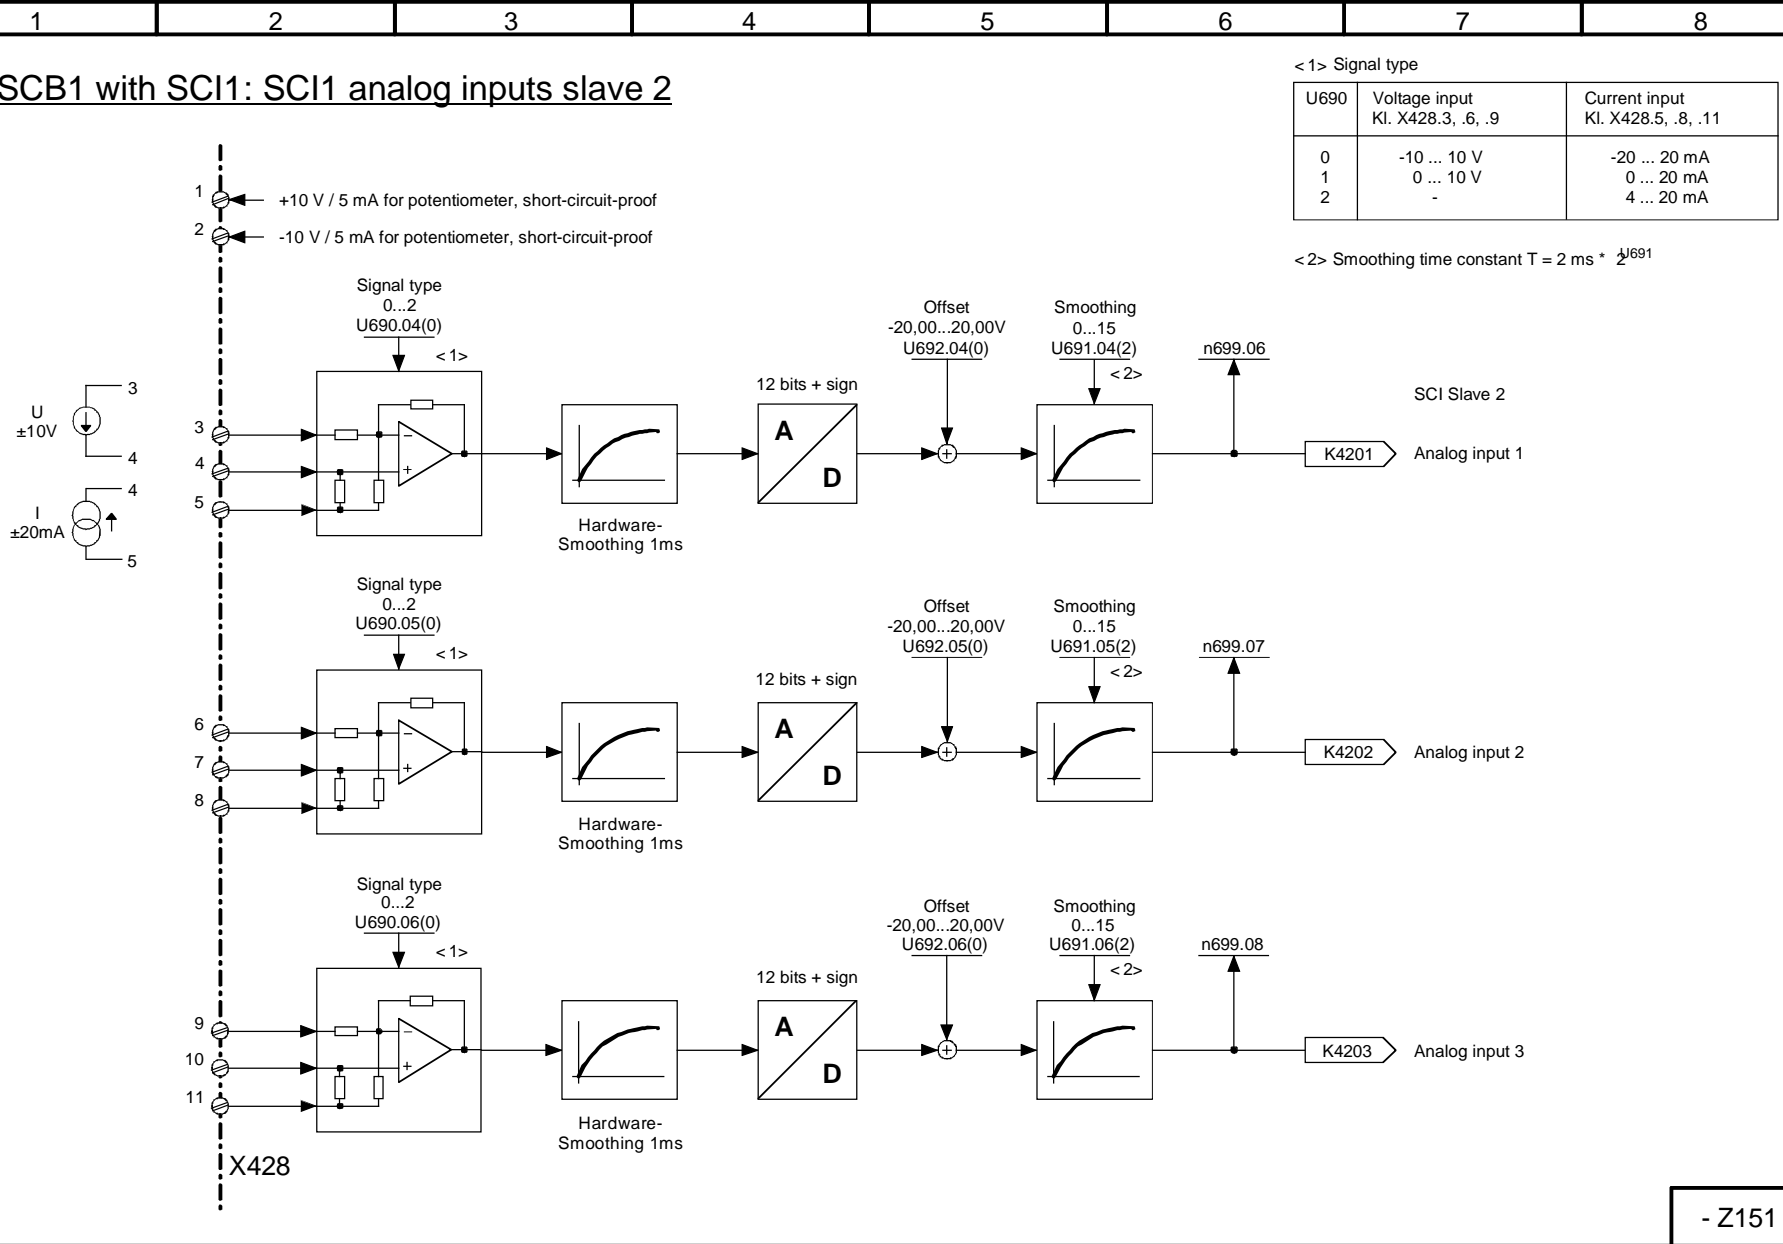 1 2 3 4 5 6 7 8
SCB1 with SCI1: SCI1 analog inputs slave 2
<1> Signal type
U690 Voltage input Current input
Kl. X428.3, .6, .9 Kl. X428.5, .8, .11
0 -10 ... 10 V -20 ... 20 mA
1 0 ... 10 V 0 ... 20 mA
2 - 4 ... 20 mA
<2> Smoothing time constant T = 2 ms * 2U691
1 +10 V / 5 mA for potentiometer, short-circuit-proof
2 -10 V / 5 mA for potentiometer, short-circuit-proof
Signal type
0...2
U690.04(0)
<1>
Offset
-20,00...20,00V
U692.04(0)
Smoothing
0...15
U691.04(2)
<2>
n699.06
SCI Slave 2
U
±10V
3
4
I
±20mA
4
5
3
4
5
−
+
Hardware-
Smoothing 1ms
12 bits + sign
A
D
+
K4201 Analog input 1
Signal type
0...2
U690.05(0)
<1>
Offset
-20,00...20,00V
U692.05(0)
Smoothing
0...15
U691.05(2)
<2>
n699.07
6
7
8
−
+
Hardware-
Smoothing 1ms
12 bits + sign
A
D
+
K4202 Analog input 2
Signal type
0...2
U690.06(0)
<1>
Offset
-20,00...20,00V
U692.06(0)
Smoothing
0...15
U691.06(2)
<2>
n699.08
9
10
11
−
+
Hardware-
Smoothing 1ms
12 bits + sign
A
D
+
K4203 Analog input 3
X428
- Z151